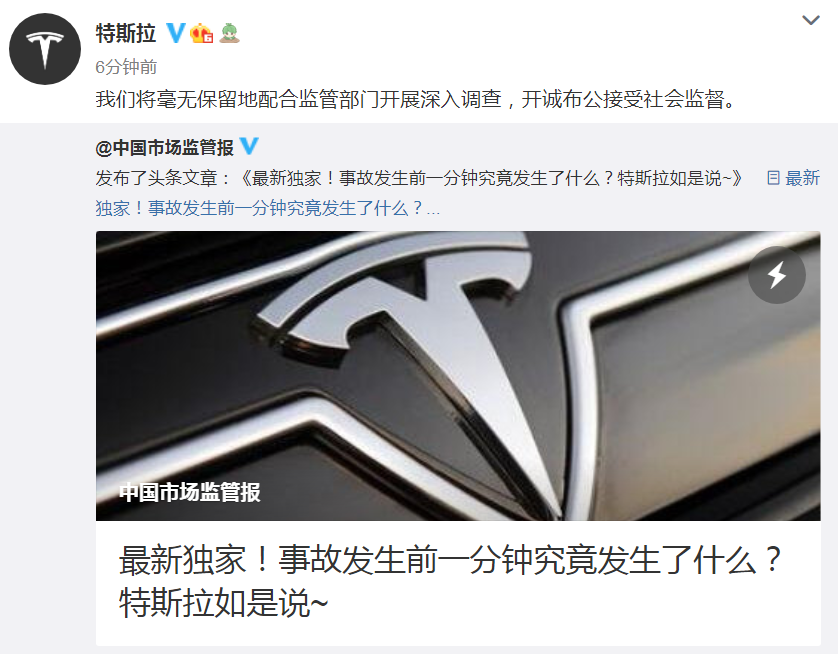 特斯拉
6分钟前
我们将毫无保留地配合监管部门开展深入调查，开诚布公接受社会监督。
@中国市场监管报
发布了头条文章：《最新独家！事故发生前一分钟究竟发生了什么？特斯拉如是说~》 最新
独家！事故发生前一分钟究竟发生了什么？...
中国市场监管报
最新独家！事故发生前一分钟究竟发生了什么？
特斯拉如是说~